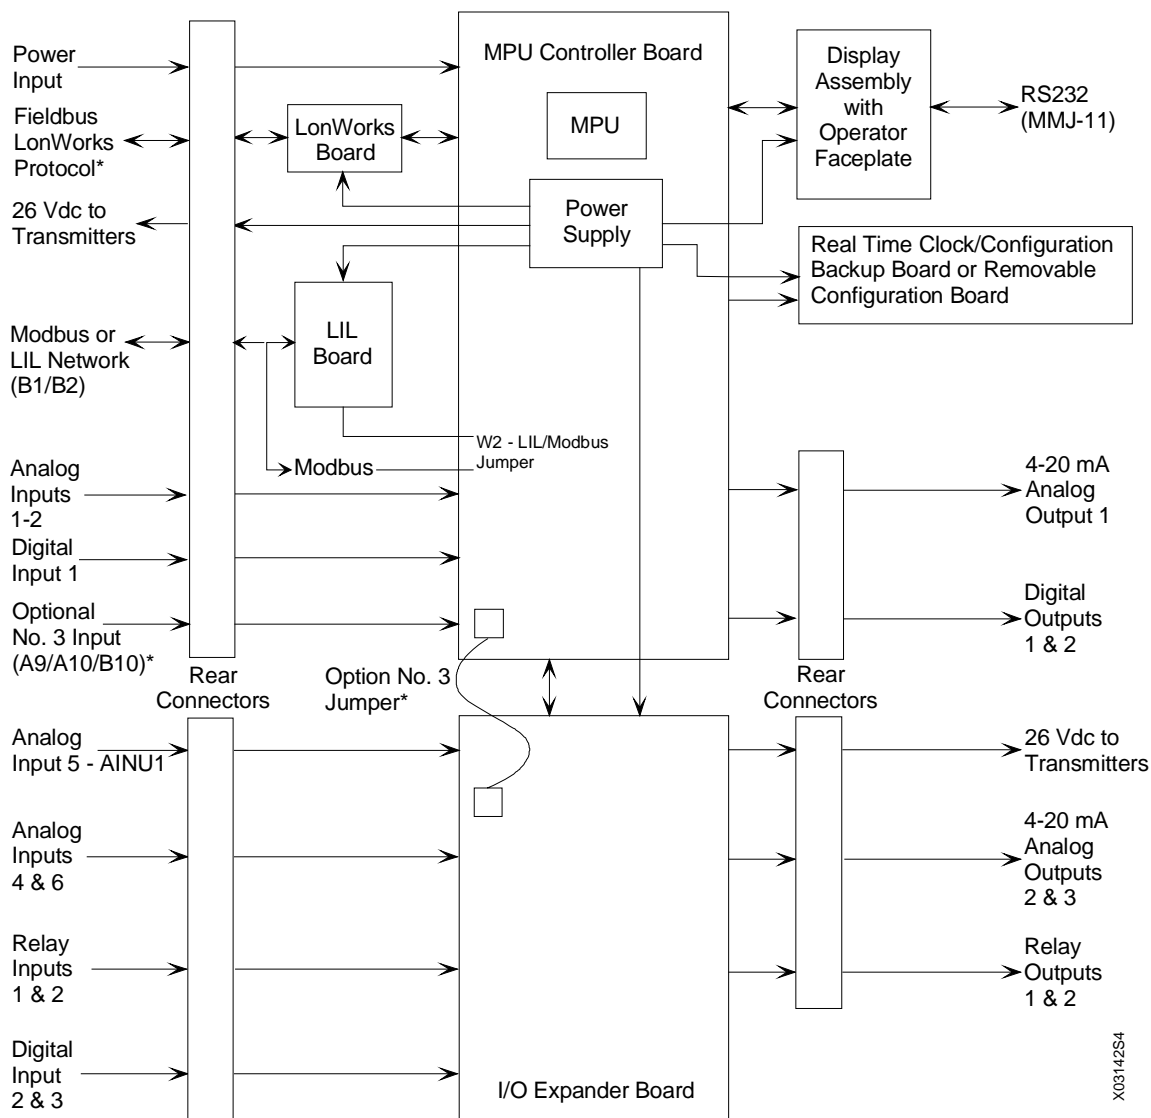 Power
Input
Fieldbus
LonWorks
Protocol*
26 Vdc to
Transmitters
Modbus or
LIL Network
(B1/B2)
Analog
Inputs
1-2
Digital
Input 1
Optional
No. 3 Input
(A9/A10/B10)*
Rear
Connectors
LonWorks
Board
LIL
Board
Modbus
W2 - LIL/Modbus
Jumper
MPU Controller Board
MPU
Power
Supply
Display
Assembly
with
Operator
Faceplate
RS232
(MMJ-11)
Real Time Clock/Configuration
Backup Board or Removable
Configuration Board
4-20 mA
Analog
Output 1
Digital
Outputs
1 & 2
Option No. 3
Jumper*
Rear
Connectors
Analog
Input 5 - AINU1
Analog
Inputs
4 & 6
Relay
Inputs
1 & 2
Digital
Input
2 & 3
I/O Expander Board
26 Vdc to
Transmitters
4-20 mA
Analog
Outputs
2 & 3
Relay
Outputs
1 & 2
X03142S4